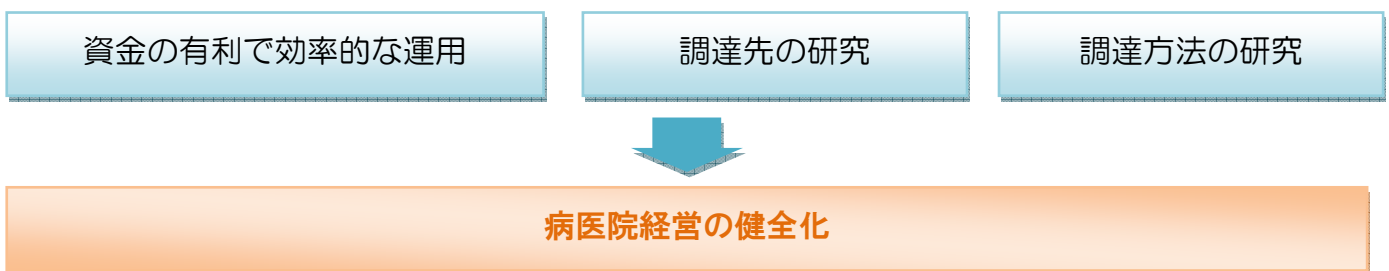 資金の有利で効率的な運用
調達先の研究
調達方法の研究
病医院経営の健全化